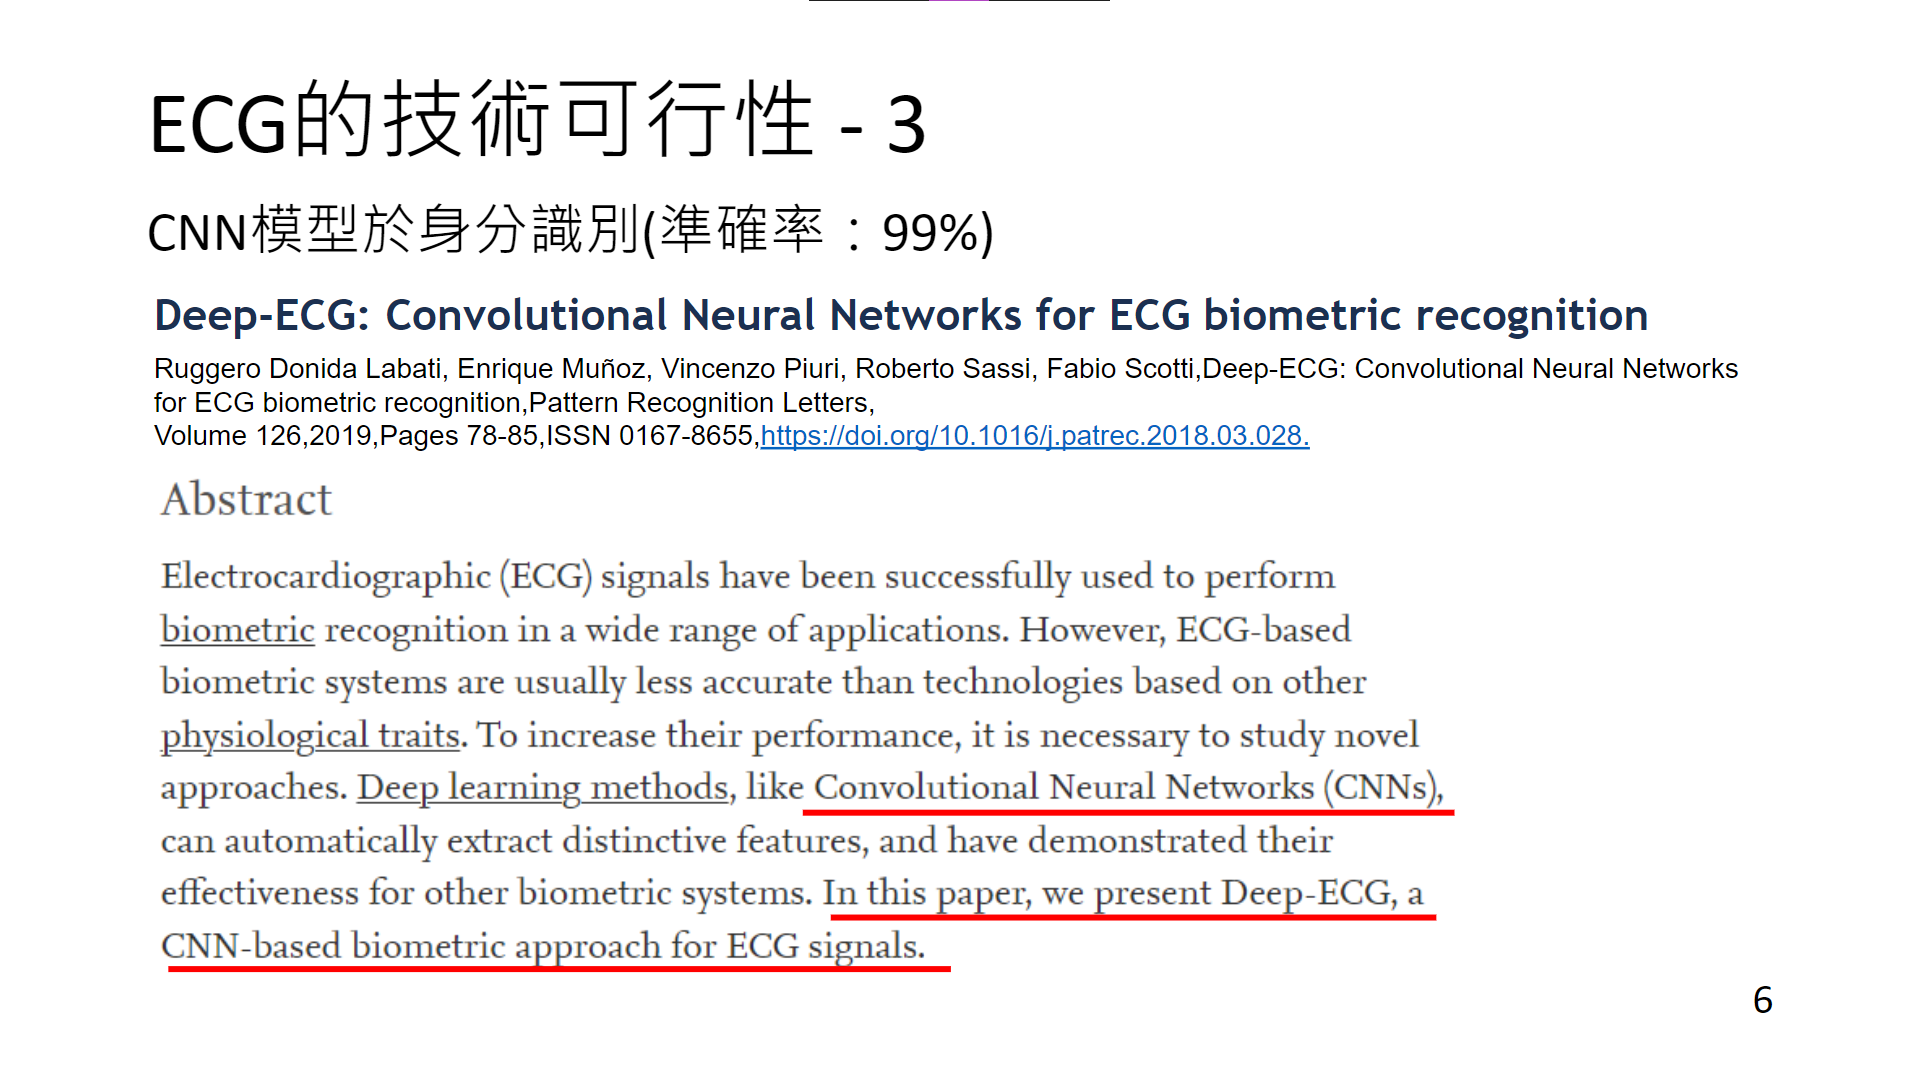 ECG的技術可行性 - 3
CNN模型於身分識別(準確率：99%)
Deep-ECG: Convolutional Neural Networks for ECG biometric recognition
Ruggero Donida Labati, Enrique Muñoz, Vincenzo Piuri, Roberto Sassi, Fabio Scotti,Deep-ECG: Convolutional Neural Networks
for ECG biometric recognition,Pattern Recognition Letters,
Volume 126,2019,Pages 78-85,ISSN 0167-8655,https://doi.org/10.1016/j.patrec.2018.03.028.
Abstract
Electrocardiographic (ECG) signals have been successfully used to perform
biometric recognition in a wide range of applications. However, ECG-based
biometric systems are usually less accurate than technologies based on other
physiological traits. To increase their performance, it is necessary to study novel
approaches. Deep learning methods, like Convolutional Neural Networks (CNNs),
can automatically extract distinctive features, and have demonstrated their
effectiveness for other biometric systems. In this paper, we present Deep-ECG, a
CNN-based biometric approach for ECG signals.
6